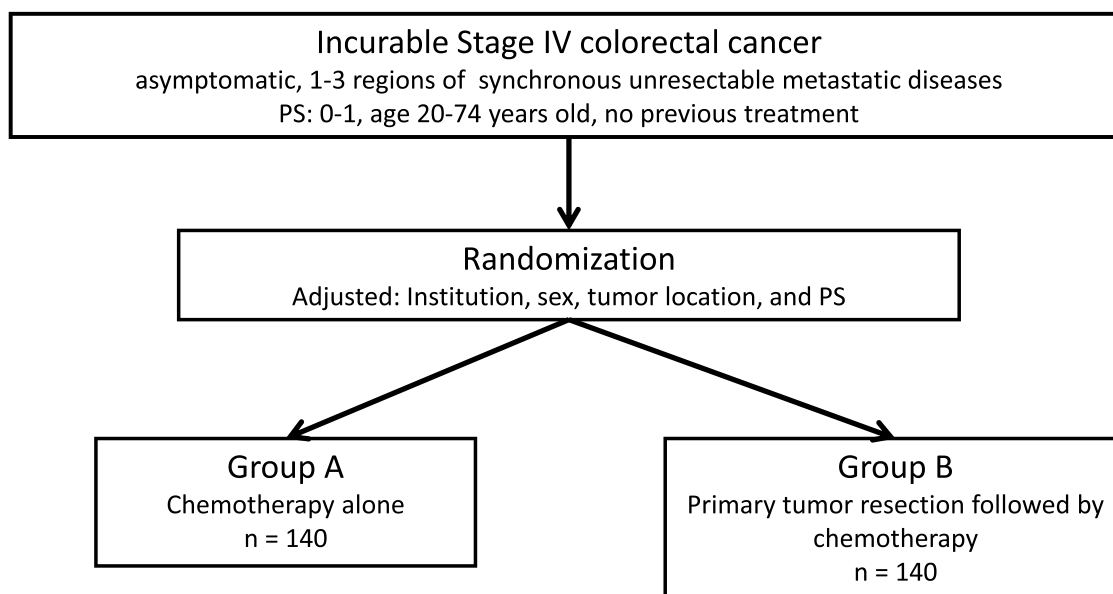 Incurable Stage IV colorectal cancer
asymptomatic, 1-3 regions of synchronous unresectable metastatic diseases
PS: 0-1, age 20-74 years old, no previous treatment
Randomization
Adjusted: Institution, sex, tumor location, and PS
Group A
Chemotherapy alone
n = 140
Group B
Primary tumor resection followed by
chemotherapy
n = 140